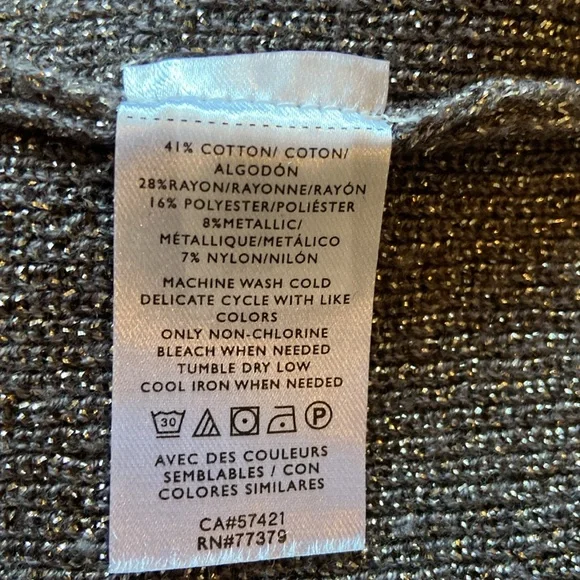 41% COTTON/ COTON/
ALGODÓN
28%RAYON/RAYONNE/RAYÓN
16% POLYESTER/POLIÉSTER
8%METALLIC/
MÉTALLIQUE/METÁLICO
7% NYLON/NILÓN
MACHINE WASH COLD
DELICATE CYCLE WITH LIKE
COLORS
ONLY NON-CHLORINE
BLEACH WHEN NEEDED
TUMBLE DRY LOW
COOL IRON WHEN NEEDED
30 P
AVEC DES COULEURS
SEMBLABLES / CON
COLORES SIMILARES
CA#57421
RN#77379